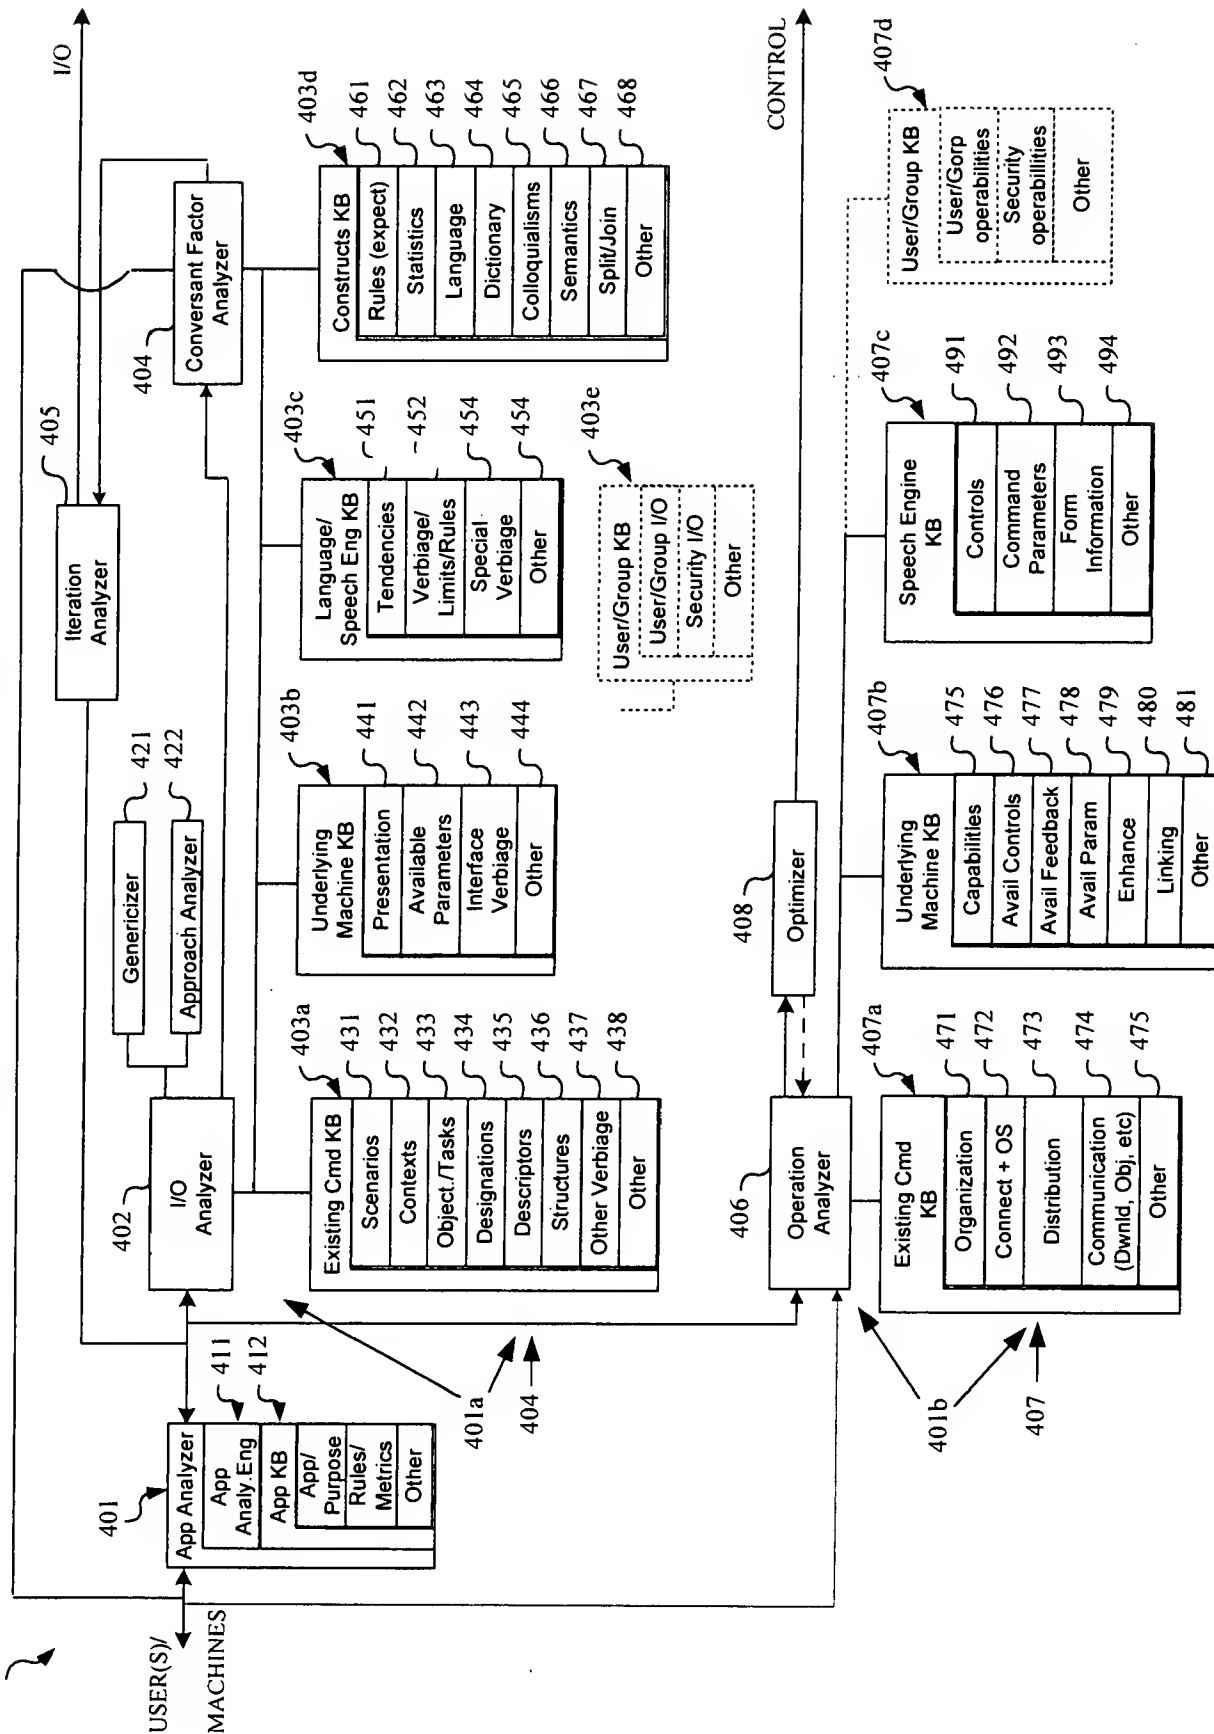 I/O
405
Iteration
Analyzer
404
Conversant Factor
Analyzer
421
Genericizer
422
Approach Analyzer
402
I/O
Analyzer
401
App Analyzer
App
Analy.Eng
411
App KB
412
App/
Purpose
Rules/
Metrics
Other
USER(S)/
MACHINES
403a
Existing Cmd KB
Scenarios
431
Contexts
432
Object./Tasks
433
Designations
434
Descriptors
435
Structures
436
Other Verbiage
437
Other
438
403b
Underlying
Machine KB
Presentation
441
Available
Parameters
442
Interface
Verbiage
443
Other
444
403c
Language/
Speech Eng KB
Tendencies
451
Verbiage/
Limits/Rules
452
Special
Verbiage
454
Other
454
403d
Constructs KB
Rules (expect)
461
Statistics
462
Language
463
Dictionary
464
Colloquialisms
465
Semantics
466
Split/Join
467
Other
468
403e
User/Group KB
User/Group I/O
Security I/O
Other
401a
404
CONTROL
408
Optimizer
406
Operation
Analyzer
401b
407
407a
Existing Cmd
KB
Organization
471
Connect + OS
472
Distribution
473
Communication
(Dwnld, Obj, etc)
474
Other
475
407b
Underlying
Machine KB
Capabilities
475
Avail Controls
476
Avail Feedback
477
Avail Param
478
Enhance
479
Linking
480
Other
481
407c
Speech Engine
KB
Controls
491
Command
Parameters
492
Form
Information
493
Other
494
407d
User/Group KB
User/Gorp
operabilities
Security
operabillities
Other